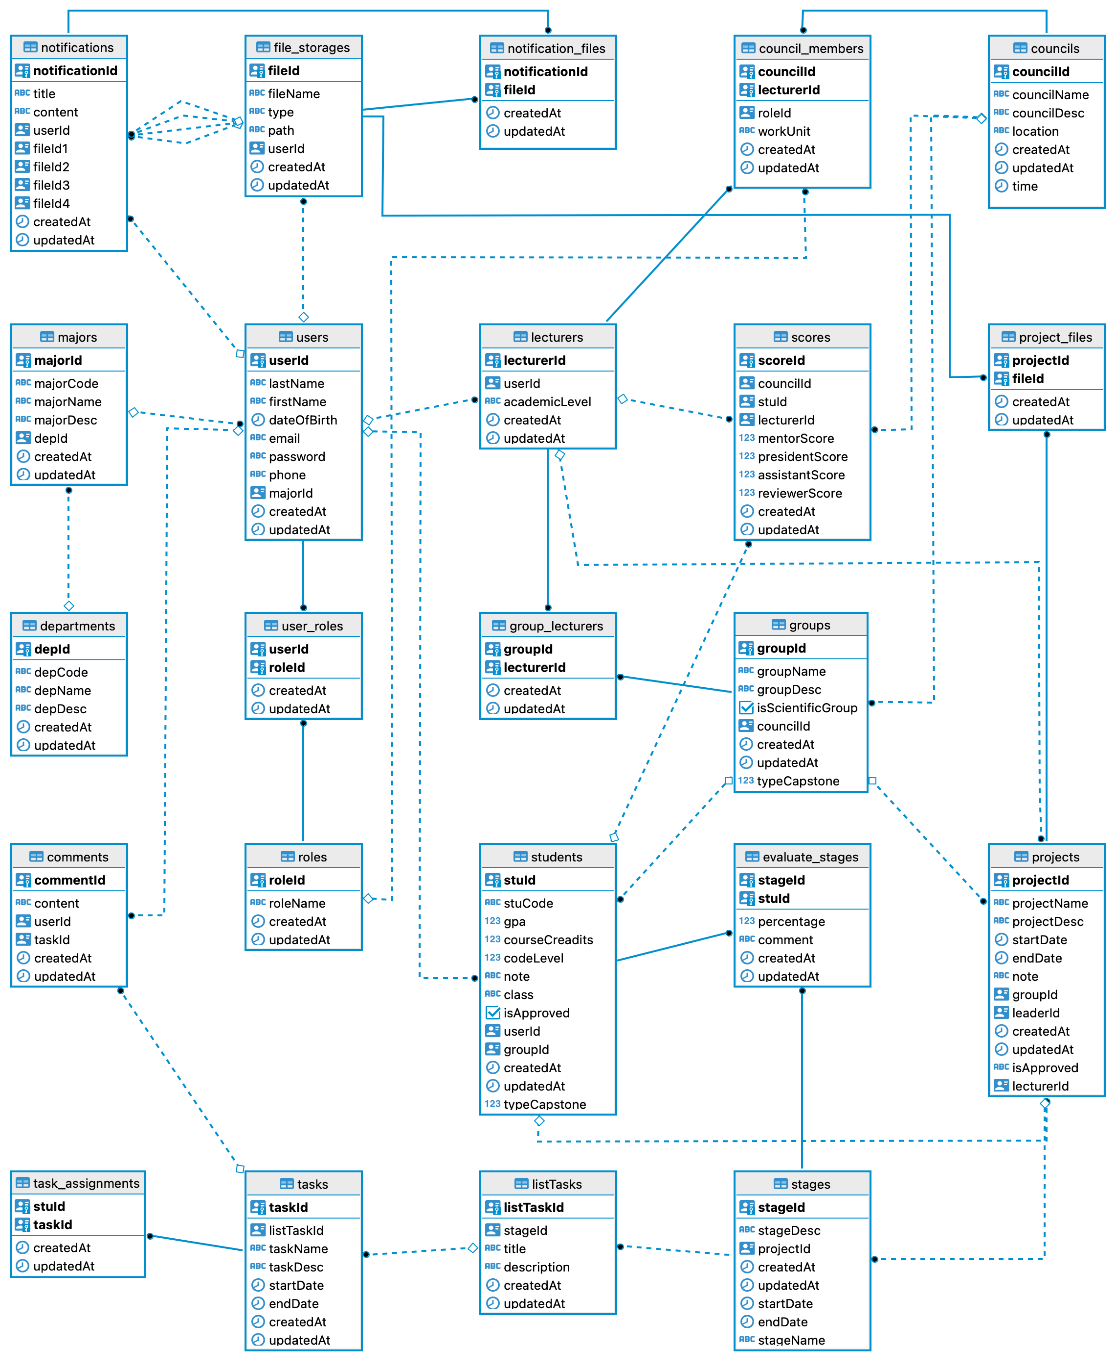 notifications
notificationId
title
content
userId
fileId1
fileId2
fileId3
fileId4
createdAt
updatedAt
file_storages
fileId
fileName
type
path
userId
createdAt
updatedAt
notification_files
notificationId
fileId
createdAt
updatedAt
council_members
councilId
lecturerId
roleId
workUnit
createdAt
updatedAt
councils
councilId
councilName
councilDesc
location
createdAt
updatedAt
time
majors
majorId
majorCode
majorName
majorDesc
depId
createdAt
updatedAt
users
userId
lastName
firstName
dateOfBirth
email
password
phone
majorId
createdAt
updatedAt
lecturers
lecturerId
userId
academicLevel
createdAt
updatedAt
scores
scoreId
councilId
stuId
lecturerId
mentorScore
presidentScore
assistantScore
reviewerScore
createdAt
updatedAt
project_files
projectId
fileId
createdAt
updatedAt
departments
depId
depCode
depName
depDesc
createdAt
updatedAt
user_roles
userId
roleId
createdAt
updatedAt
group_lecturers
groupId
lecturerId
createdAt
updatedAt
groups
groupId
groupName
groupDesc
isScientificGroup
councilId
createdAt
updatedAt
typeCapstone
comments
commentId
content
userId
taskId
createdAt
updatedAt
roles
roleId
roleName
createdAt
updatedAt
students
stuId
stuCode
gpa
courseCreadits
codeLevel
note
class
isApproved
userId
groupId
createdAt
updatedAt
typeCapstone
evaluate_stages
stageId
stuId
percentage
comment
createdAt
updatedAt
projects
projectId
projectName
projectDesc
startDate
endDate
note
groupId
leaderId
createdAt
updatedAt
isApproved
lecturerId
task_assignments
stuId
taskId
createdAt
updatedAt
tasks
taskId
listTaskId
taskName
taskDesc
startDate
endDate
createdAt
updatedAt
listTasks
listTaskId
stageId
title
description
createdAt
updatedAt
stages
stageId
stageDesc
projectId
createdAt
updatedAt
startDate
endDate
stageName